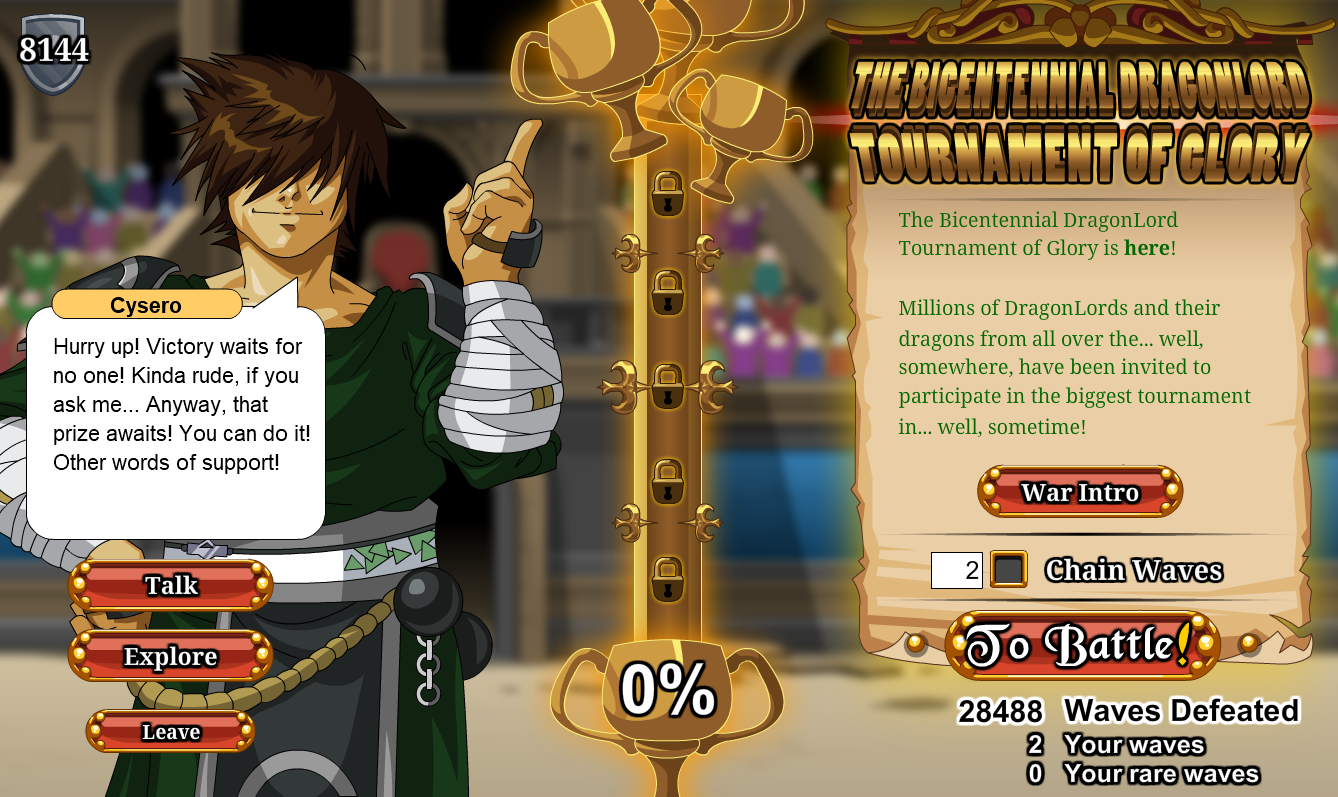 8144
Cysero
Hurry up! Victory waits for
no one! Kinda rude, if you
ask me... Anyway, that
prize awaits! You can do it!
Other words of support!
Talk
Explore
Leave
0%
THE BICENTENNIAL DRAGONLORD
TOURNAMENT OF GLORY
The Bicentennial DragonLord
Tournament of Glory is here!
Millions of DragonLords and their
dragons from all over the... well,
somewhere, have been invited to
participate in the biggest tournament
in... well, sometime!
War Intro
2 Chain Waves
To Battle!
28488 Waves Defeated
2 Your waves
0 Your rare waves